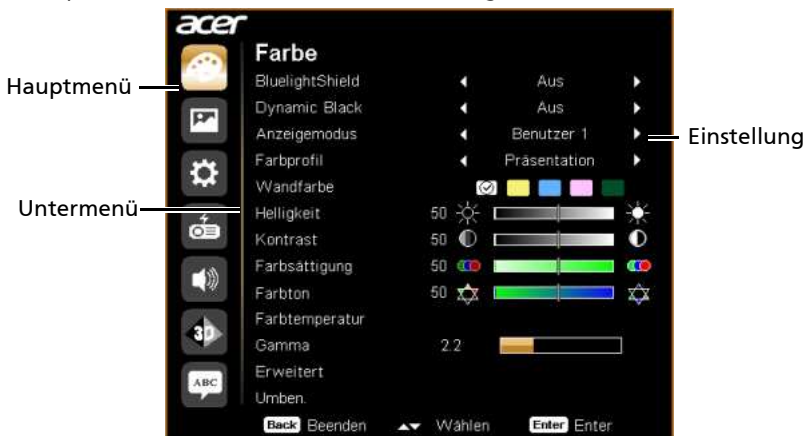 acer
Farbe
Hauptmenü
BluelightShield Aus
Dynamic Black Aus
Anzeigemodus Benutzer 1
Einstellung
Farbprofil Präsentation
Wandfarbe
Untermenü
Helligkeit 50
Kontrast 50
Farbsättigung 50
Farbton 50
Farbtemperatur
3D
Gamma 2.2
Erweitert
ABC
Umben.
Back Beenden Wählen Enter Enter